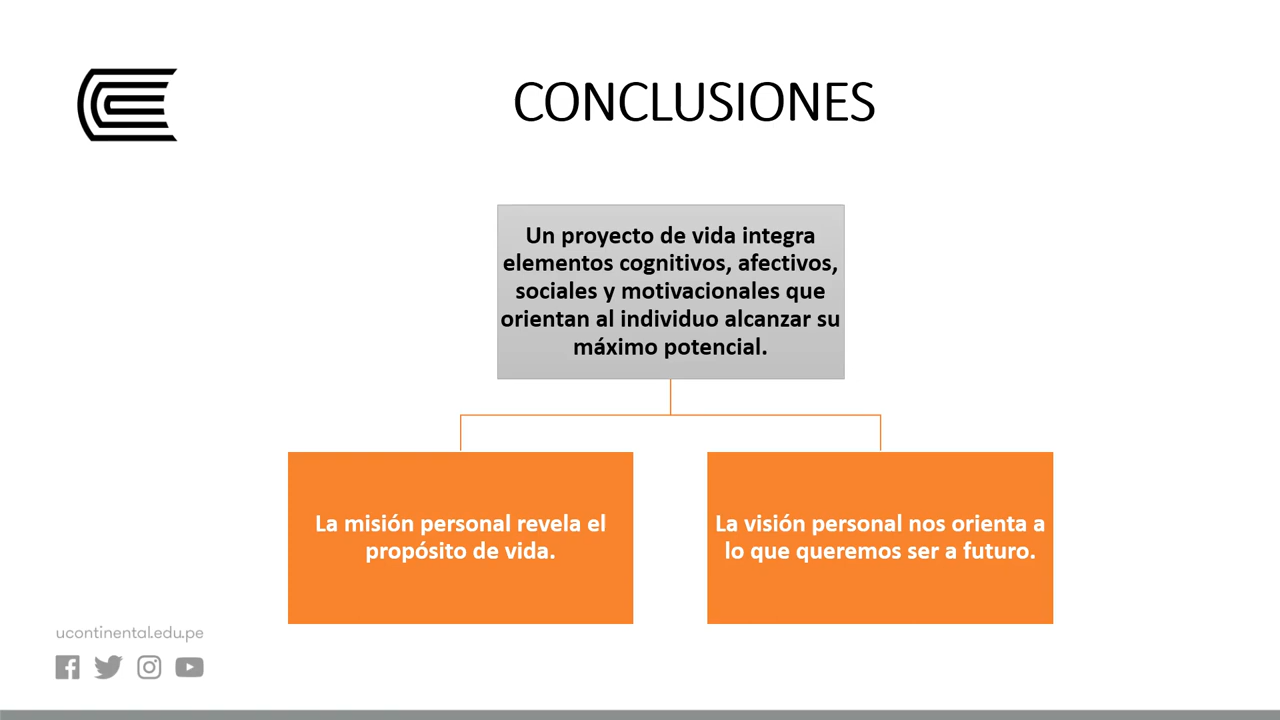 CONCLUSIONES
Un proyecto de vida integra
elementos cognitivos, afectivos,
sociales y motivacionales que
orientan al individuo alcanzar su
máximo potencial.
La misión personal revela el
propósito de vida.
La visión personal nos orienta a
lo que queremos ser a futuro.
ucontinental.edu.pe